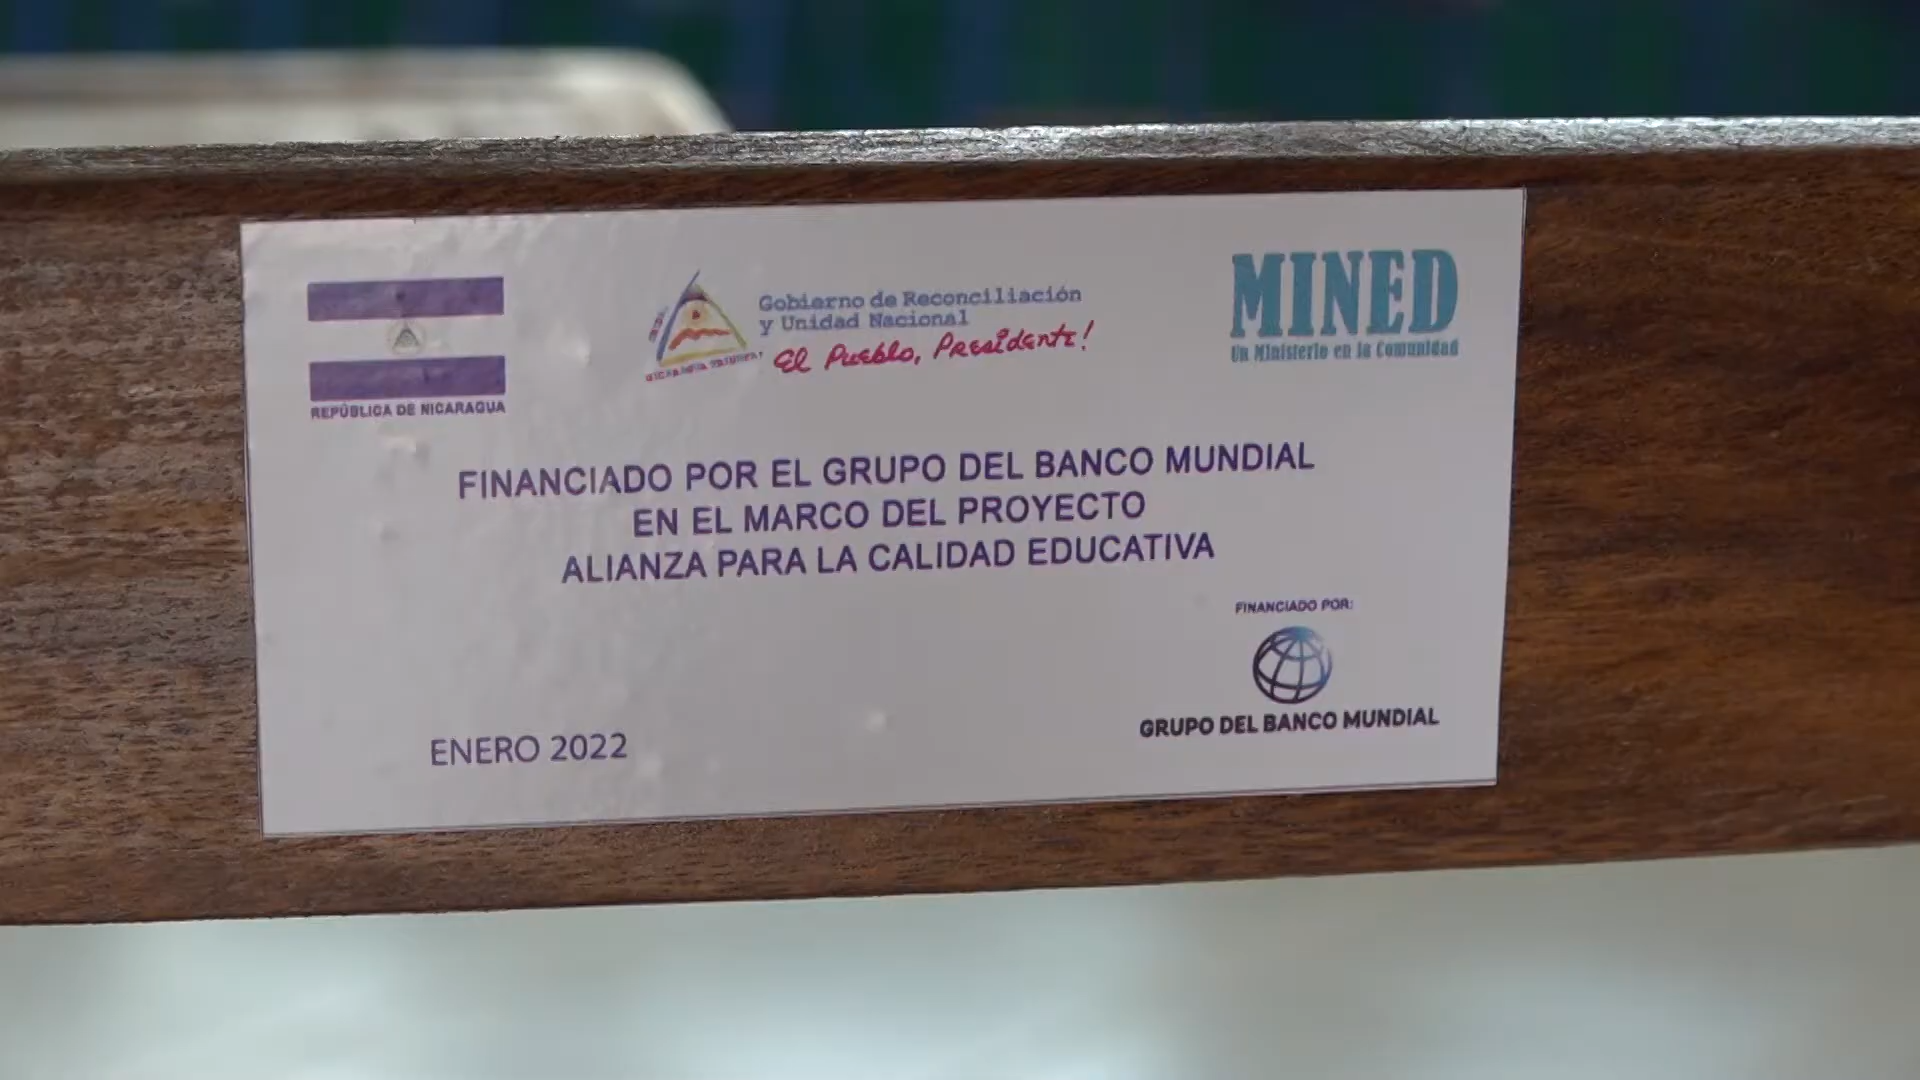 REPÚBLICA DE NICARAGUA
Gobierno de Reconciliación
y Unidad Nacional
El Pueblo, Presidente!
MINED
Un Ministerio en la Comunidad
FINANCIADO POR EL GRUPO DEL BANCO MUNDIAL
EN EL MARCO DEL PROYECTO
ALIANZA PARA LA CALIDAD EDUCATIVA
FINANCIADO POR:
GRUPO DEL BANCO MUNDIAL
ENERO 2022